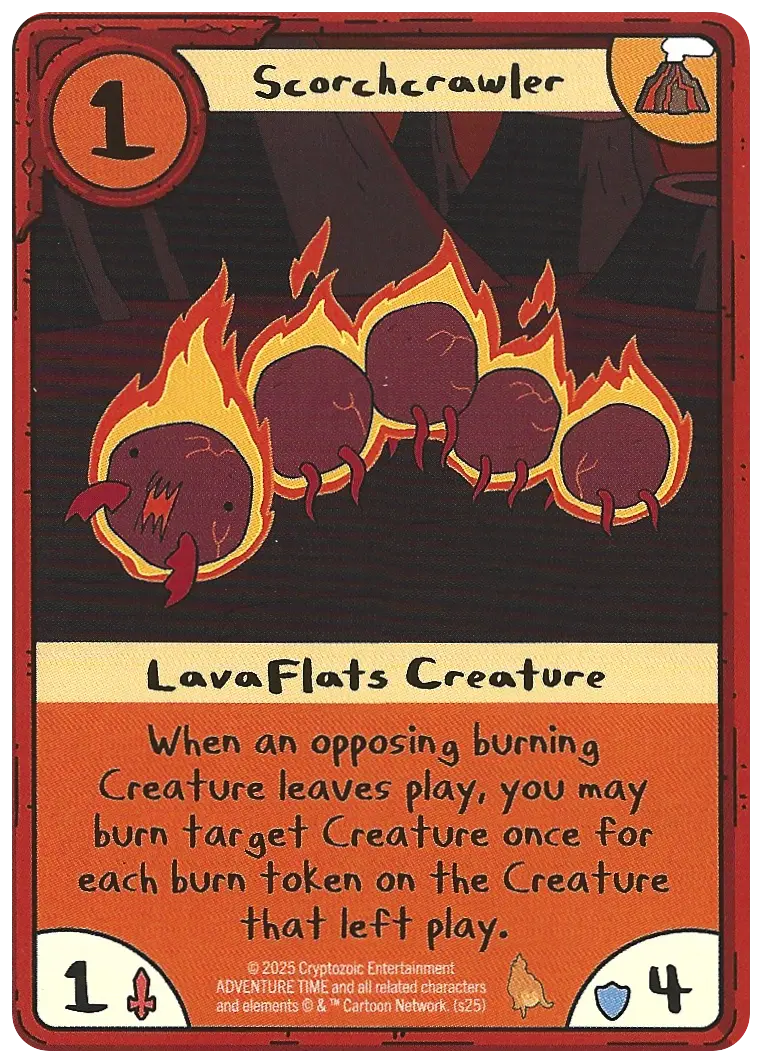 1
Scorchcrawler
LavaFlats Creature
When an opposing burning
Creature leaves play, you may
burn target Creature once for
each burn token on the Creature
that left play.
1
4
© 2025 Cryptozoic Entertainment
ADVENTURE TIME and all related characters
and elements © & ™ Cartoon Network. (s25)